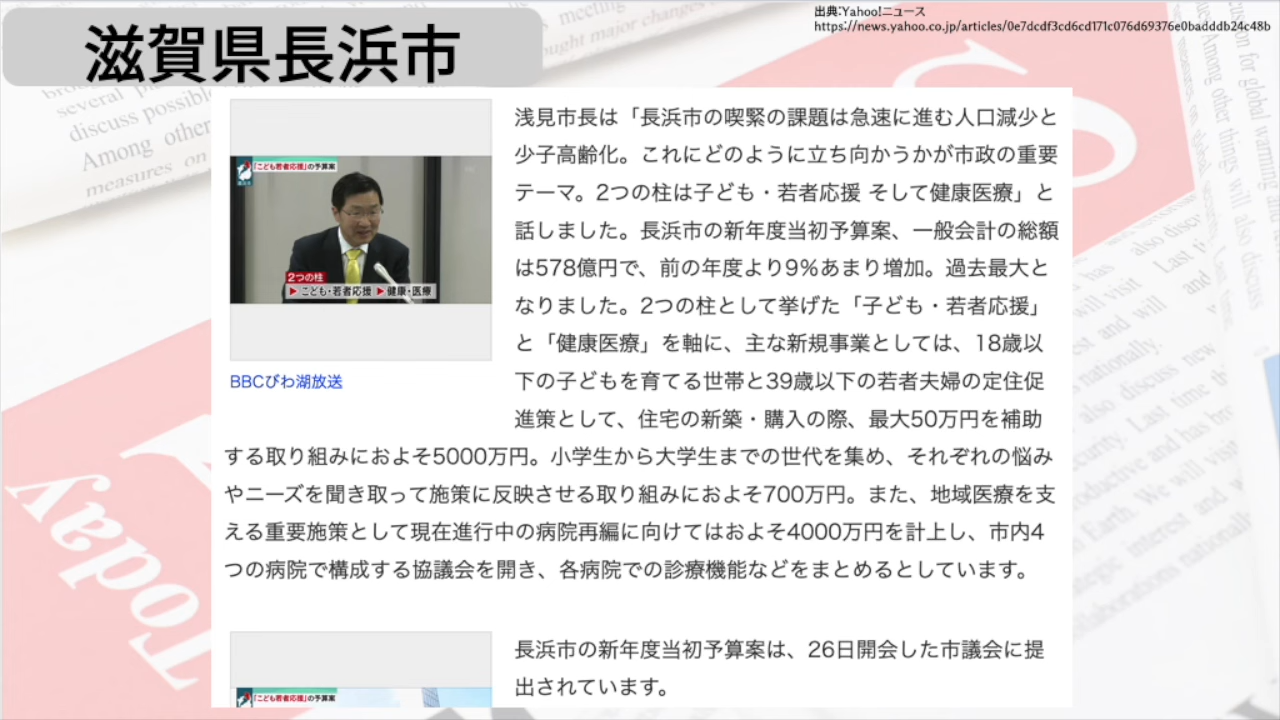 滋賀県長浜市
出典:Yahoo!ニュース
https://news.yahoo.co.jp/articles/0e7dcdf3cd6cd171c076d69376e0badddb24c48b
「こども若者応援」の予算案
2つの柱
▶こども・若者応援 ▶健康・医療
BBCびわ湖放送
浅見市長は「長浜市の喫緊の課題は急速に進む人口減少と
少子高齢化。これにどのように立ち向かうかが市政の重要
テーマ。2つの柱は子ども・若者応援 そして健康医療」と
話しました。長浜市の新年度当初予算案、一般会計の総額
は578億円で、前の年度より9%あまり増加。過去最大と
なりました。2つの柱として挙げた「子ども・若者応援」
と「健康医療」を軸に、主な新規事業としては、18歳以
下の子どもを育てる世帯と39歳以下の若者夫婦の定住促
進策として、住宅の新築・購入の際、最大50万円を補助
する取り組みにおよそ5000万円。小学生から大学生までの世代を集め、それぞれの悩み
やニーズを聞き取って施策に反映させる取り組みにおよそ700万円。また、地域医療を支
える重要施策として現在進行中の病院再編に向けてはおよそ4000万円を計上し、市内4
つの病院で構成する協議会を開き、各病院での診療機能などをまとめるとしています。
「こども若者応援」の予算案
長浜市の新年度当初予算案は、26日開会した市議会に提
出されています。
Today